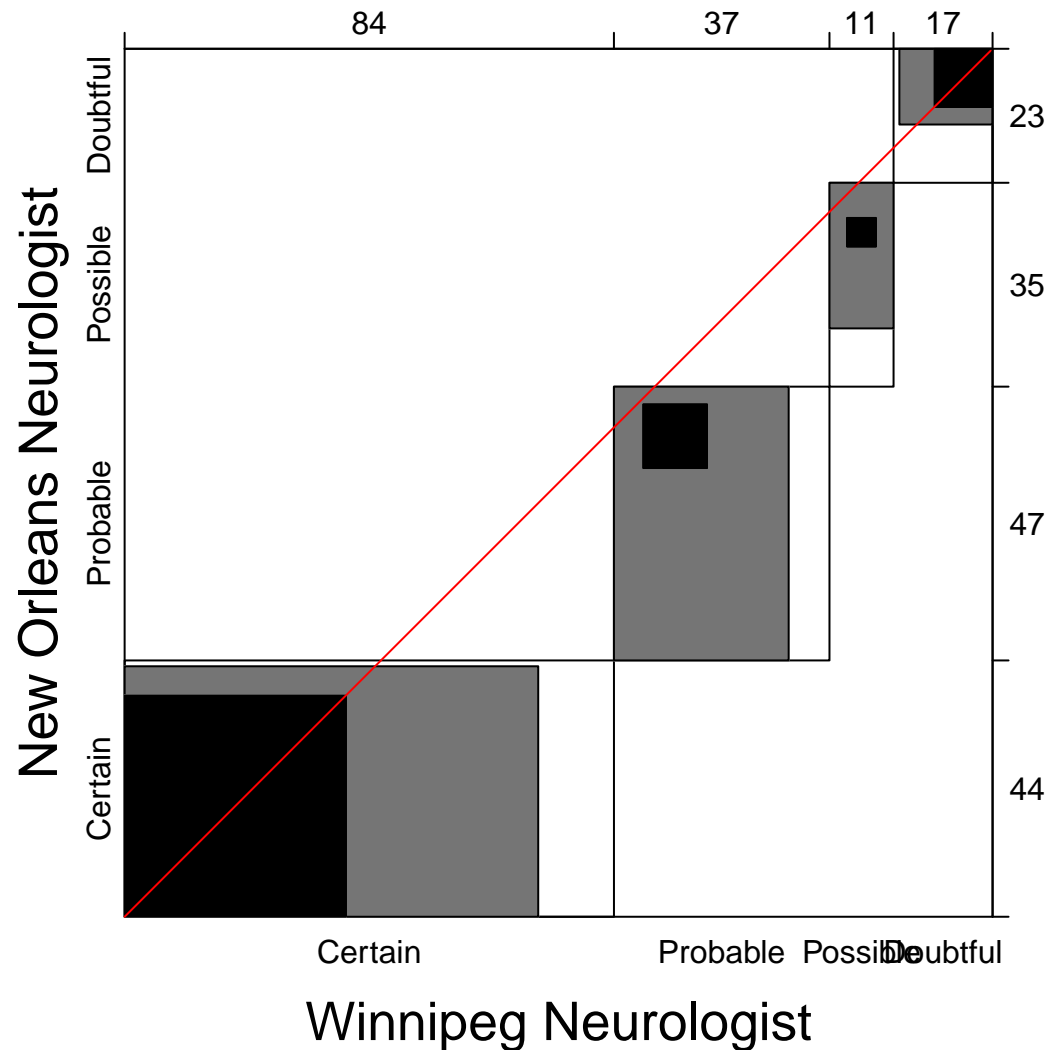 84 37 11 17
Doubtful
Possible
Probable
Certain
New Orleans Neurologist
23
35
47
44
Certain Probable Possible Doubtful
Winnipeg Neurologist